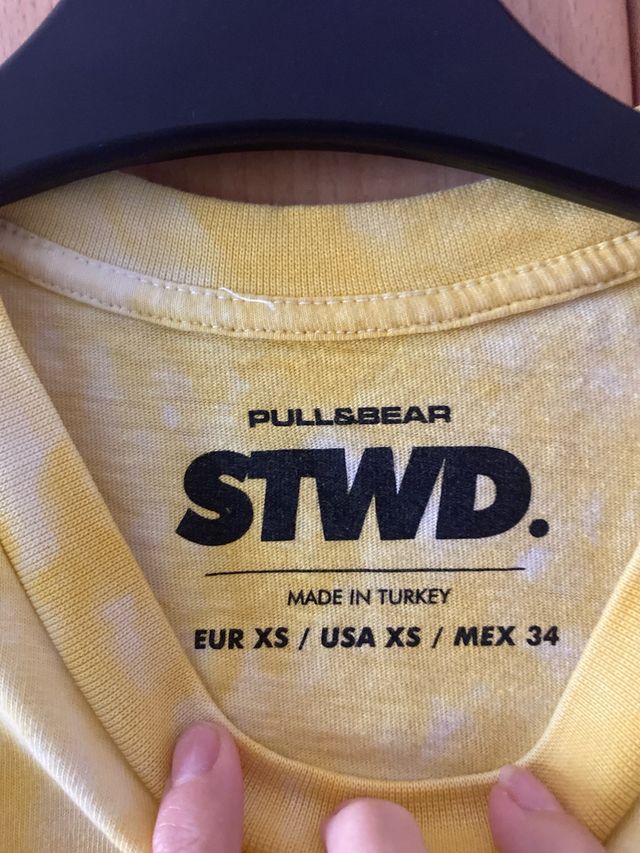 PULL&BEAR
STWD.
MADE IN TURKEY
EUR XS / USA XS / MEX 34